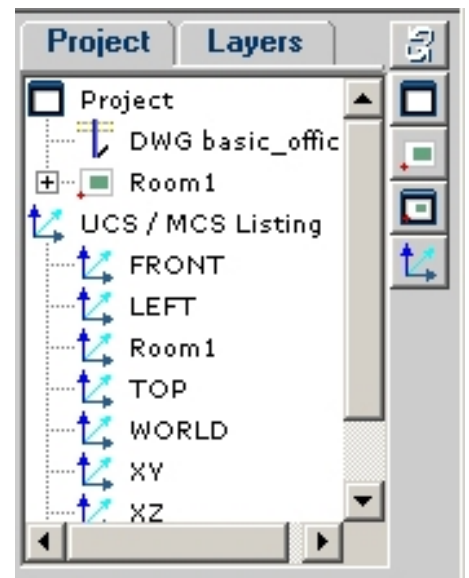 Project Layers
Project
DWG basic_offic
Room1
UCS / MCS Listing
FRONT
LEFT
Room1
TOP
WORLD
XY
XZ